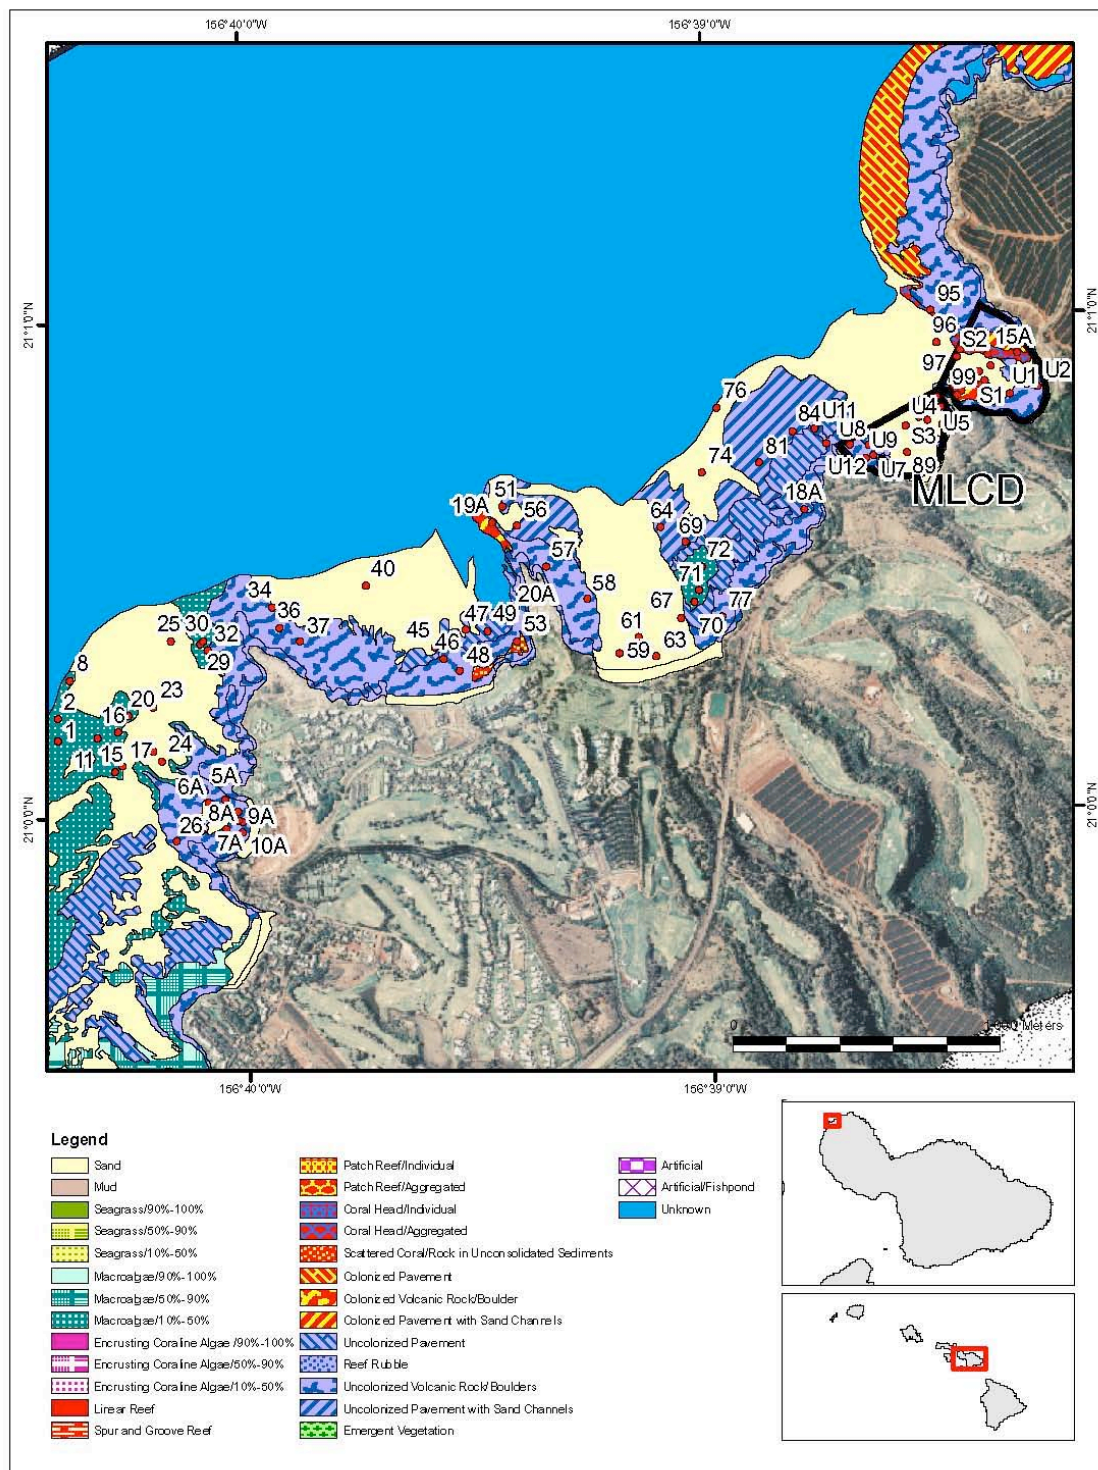 156°40'0"W 156°39'0"W
21°1'0"N 21°1'0"N
95
96 S2 15A
97
99 U1 U2
S1
76 84 U11 U4
U8 U5
81 U9 S3
74 U12 U7 89
MLCD
51 18A
19A 56
64 69
57 72
40 71
34 20A 58 67 77
36 47 49
25 30 32 37 45 53 61 70
46 63
29 48 59
8
23
2 20
16
1
24
17
11 15
5A
6A
8A 9A
21°0'0"N 26 21°0'0"N
7A 10A
0 Meters
156°40'0"W 156°39'0"W
Legend
Sand
Mud
Seagrass/90%-100%
Seagrass/50%-90%
Seagrass/10%-50%
Macroalgae/90%-100%
Macroalgae/50%-90%
Macroalgae/10%-50%
Encrusting Coraline Algae /90%-100%
Encrusting Coraline Algae/50%-90%
Encrusting Coraline Algae/10%-50%
Linear Reef
Spur and Groove Reef
Patch Reef/Individual
Patch Reef/Aggregated
Coral Head/Individual
Coral Head/Aggregated
Scattered Coral/Rock in Unconsolidated Sediments
Colonized Pavement
Colonized Volcanic Rock/Boulder
Colonized Pavement with Sand Channels
Uncolonized Pavement
Reef Rubble
Uncolonized Volcanic Rock/Boulders
Uncolonized Pavement with Sand Channels
Emergent Vegetation
Artificial
Artificial/Fishpond
Unknown